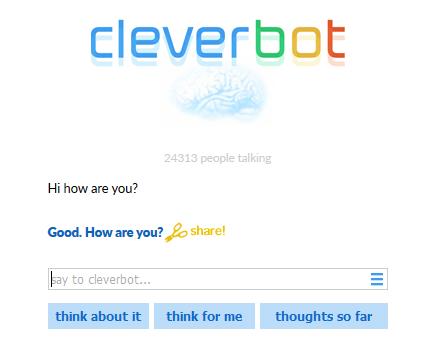 cleverbot
24313 people talking
Hi how are you?
Good. How are you? share!
say to cleverbot...
think about it think for me thoughts so far